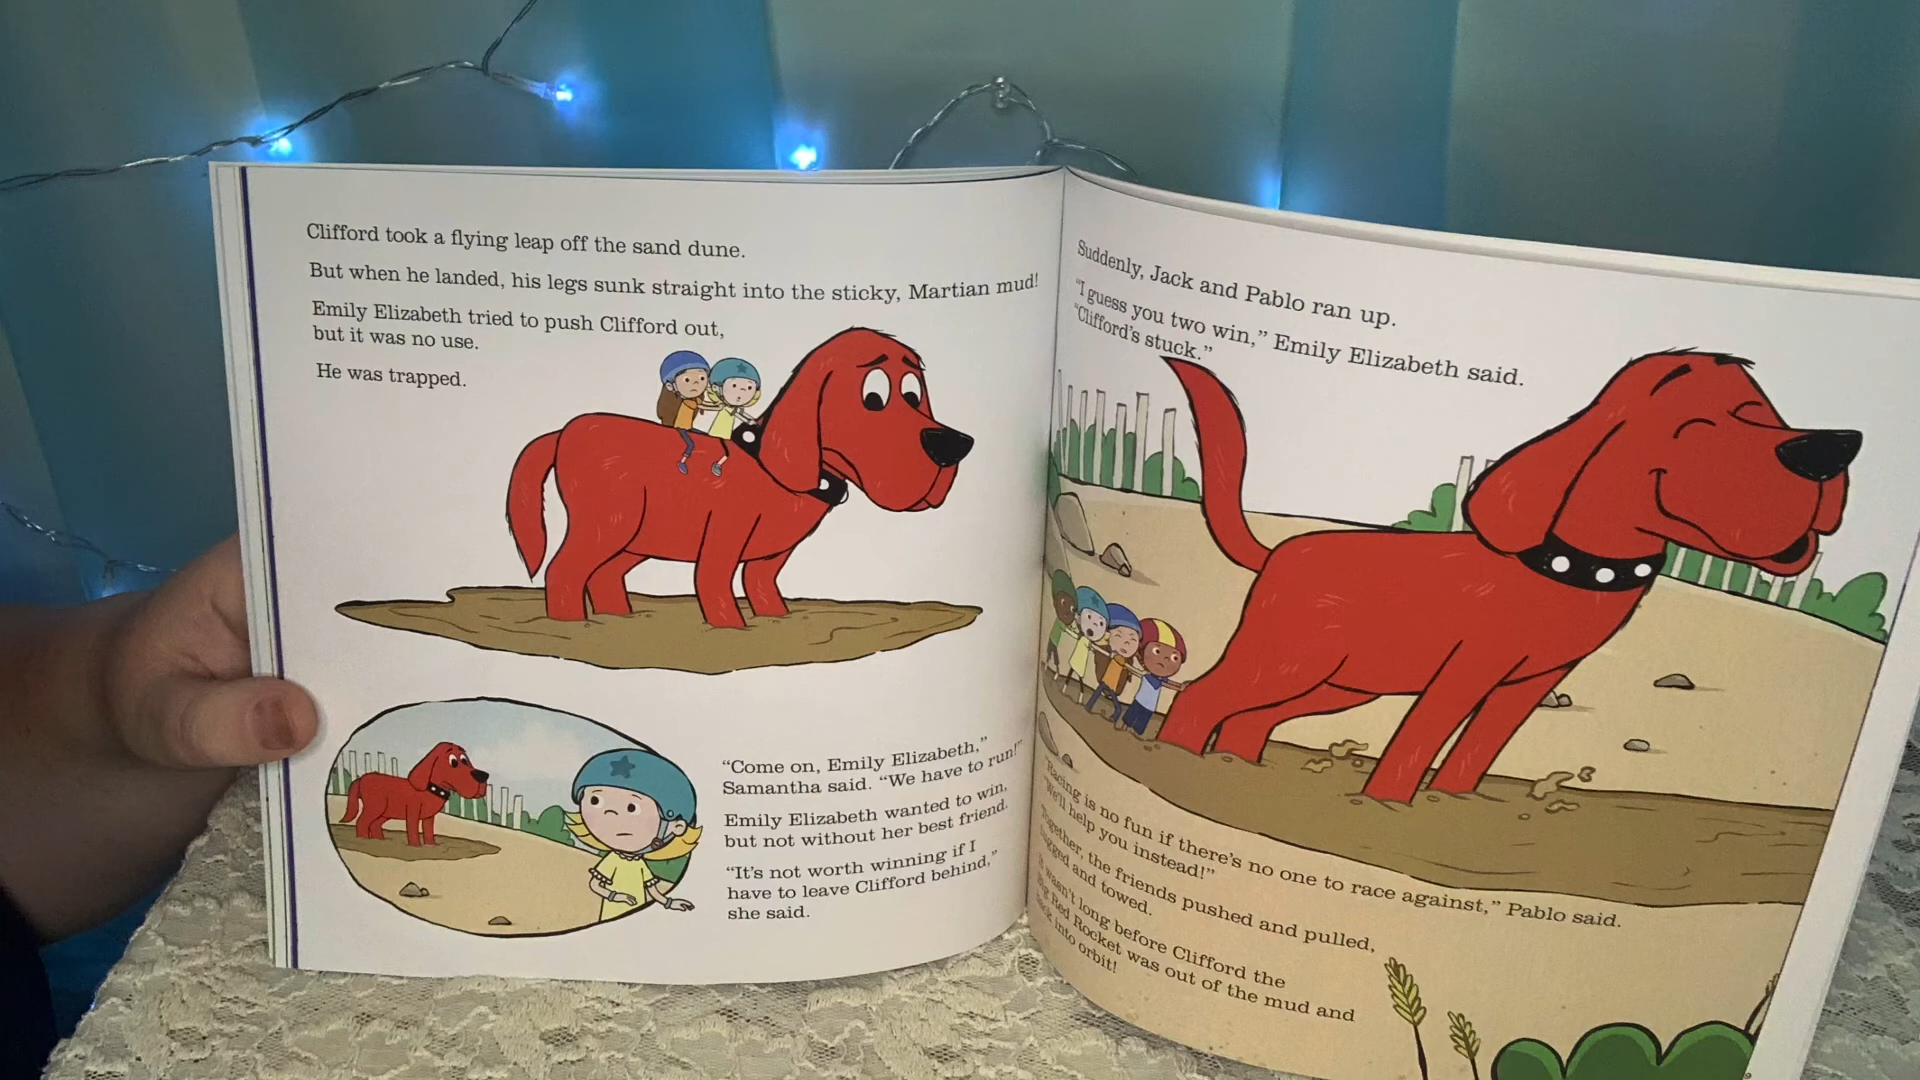 Clifford took a flying leap off the sand dune.
But when he landed, his legs sunk straight into the sticky, Martian mud!
Emily Elizabeth tried to push Clifford out,
but it was no use.
He was trapped.
“Come on, Emily Elizabeth,”
Samantha said. “We have to run!”
Emily Elizabeth wanted to win,
but not without her best friend.
“It’s not worth winning if I
have to leave Clifford behind,”
she said.
Suddenly, Jack and Pablo ran up.
“I guess you two win,” Emily Elizabeth said.
“Clifford’s stuck.”
“Racing is no fun if there’s no one to race against,” Pablo said.
“We’ll help you instead!”
Together, the friends pushed and pulled,
tugged and towed.
It wasn’t long before Clifford the
Big Red Rocket was out of the mud and
back into orbit!